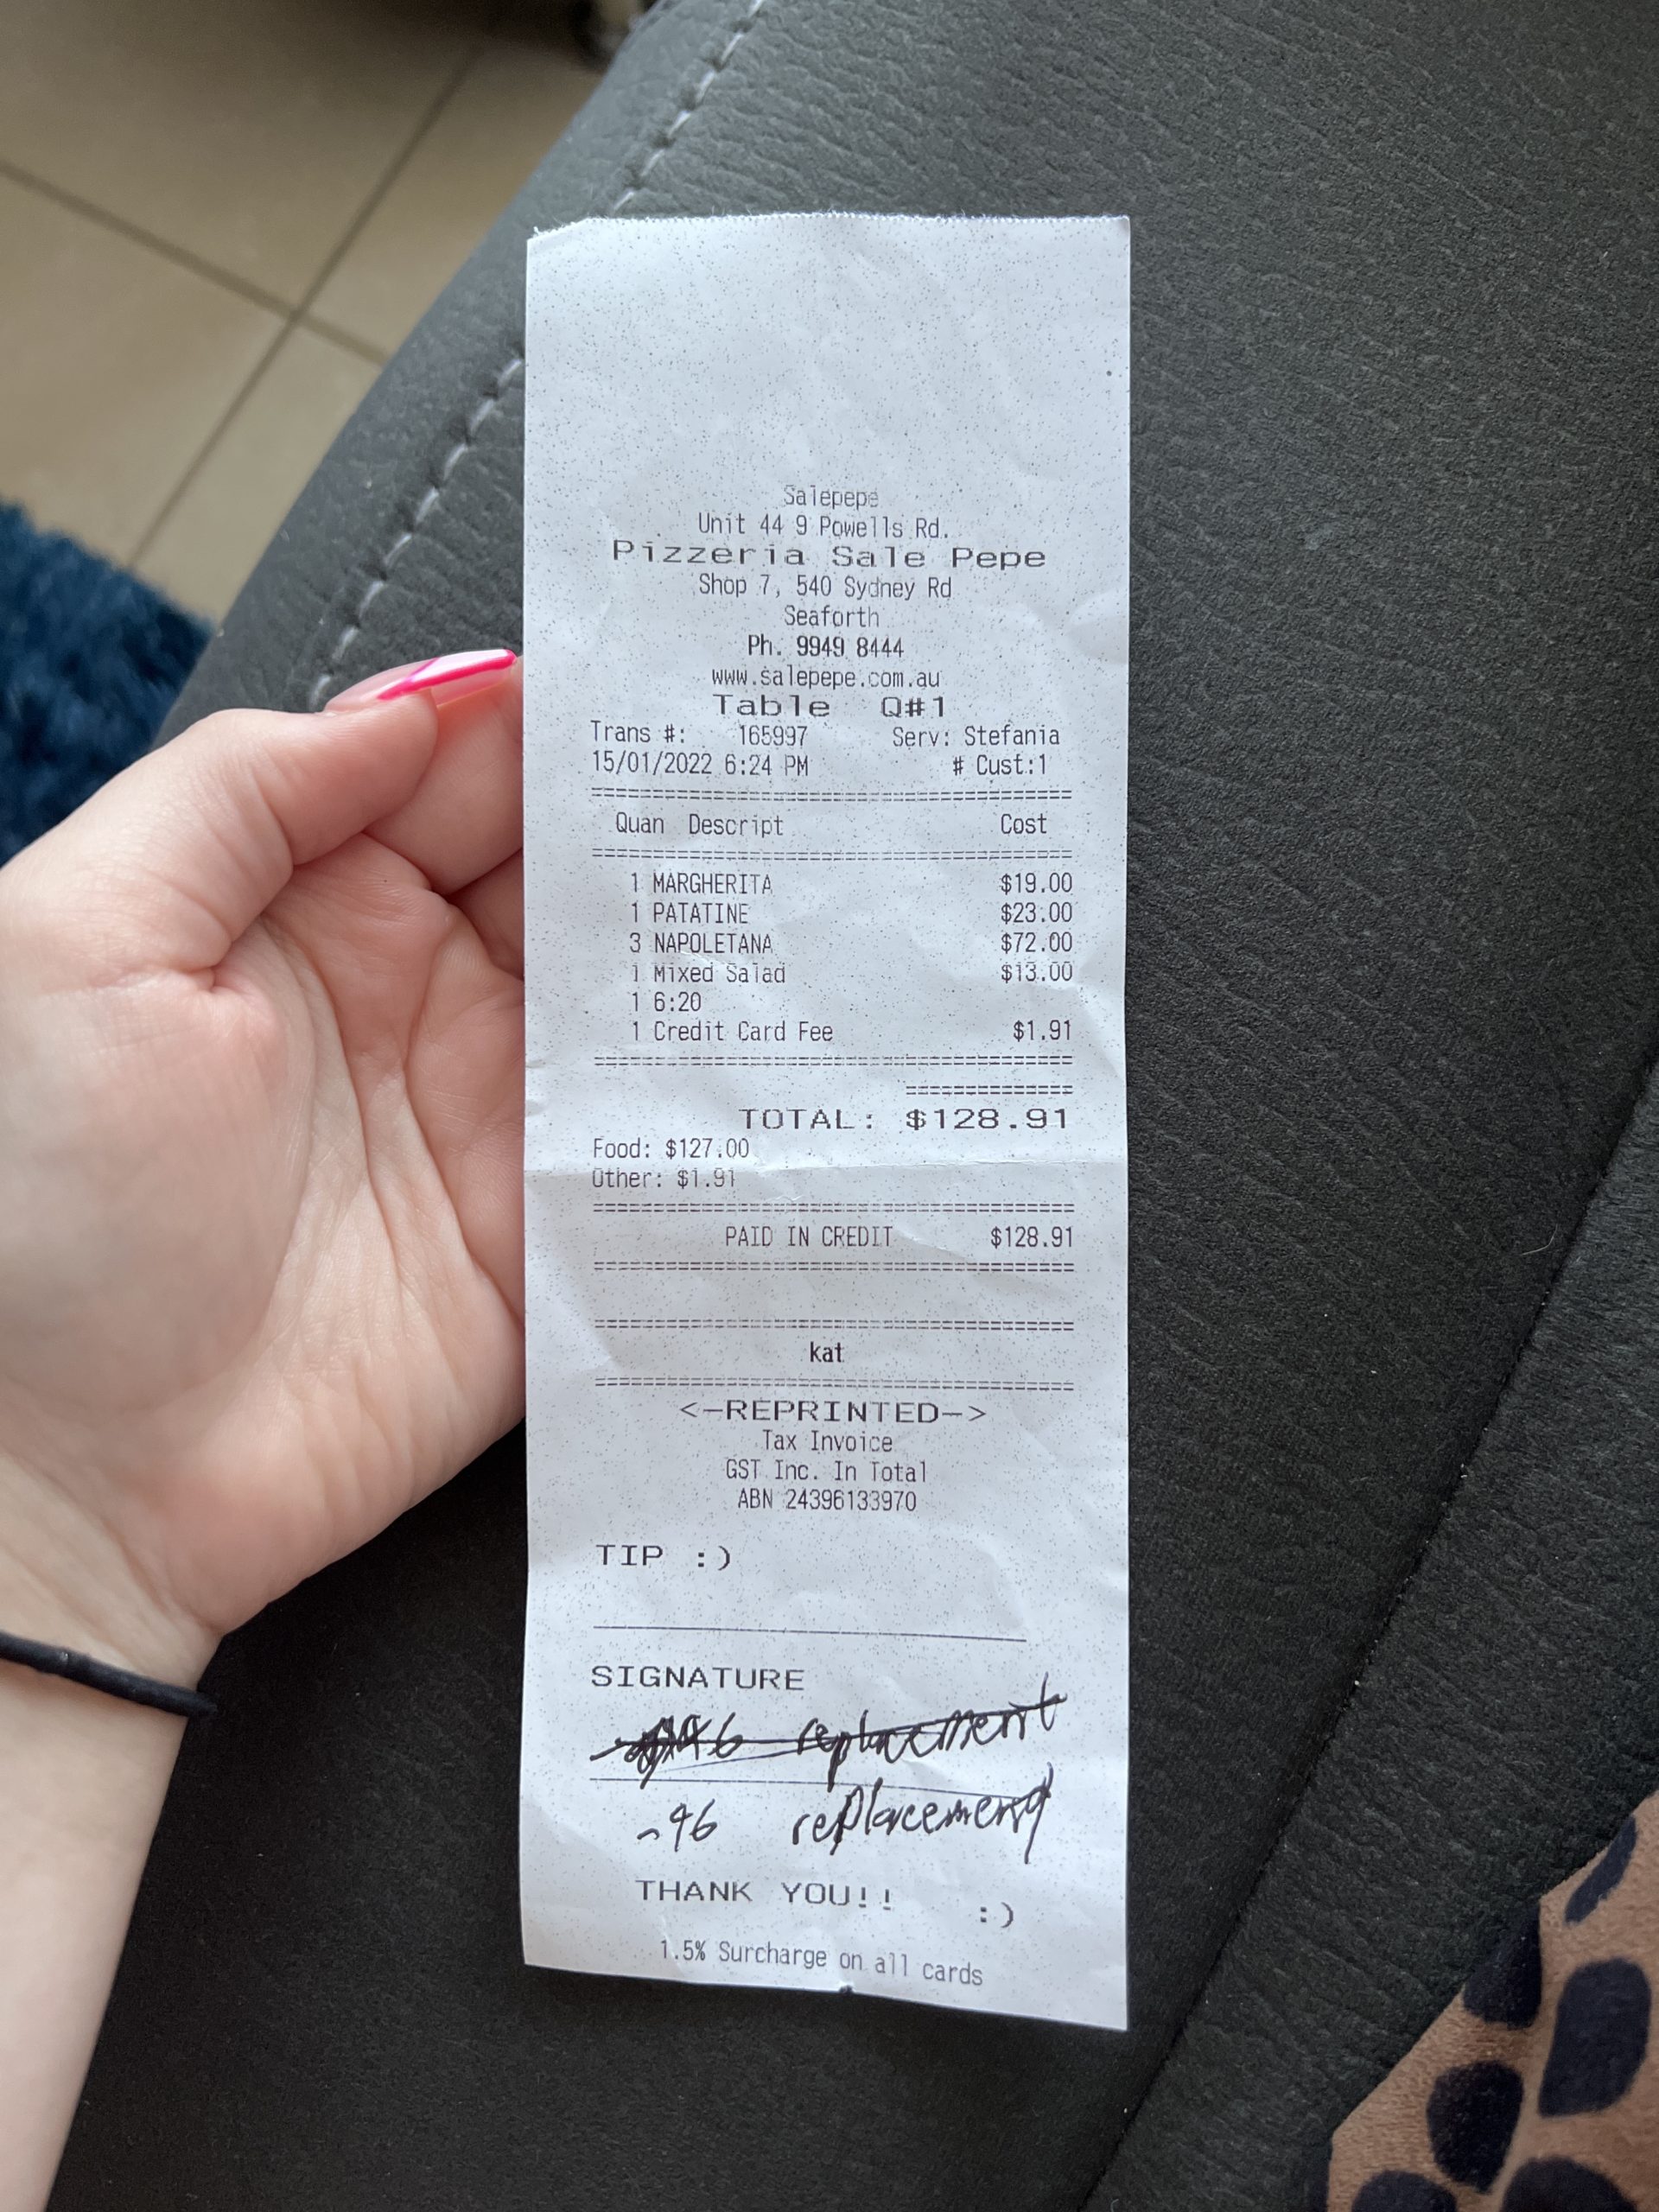 Salepepe
Unit 44 9 Powells Rd.
Pizzeria Sale Pepe
Shop 7, 540 Sydney Rd
Seaforth
Ph. 9949 8444
www.salepepe.com.au
Table Q#1
Trans #: 165997 Serv: Stefania
15/01/2022 6:24 PM # Cust:1
Quan Descript Cost
1 MARGHERITA $19.00
1 PATATINE $23.00
3 NAPOLETANA $72.00
1 Mixed Salad $13.00
1 6:20
1 Credit Card Fee $1.91
TOTAL: $128.91
Food: $127.00
Other: $1.91
PAID IN CREDIT $128.91
kat
<-REPRINTED->
Tax Invoice
GST Inc. In Total
ABN 24396133970
TIP :)
SIGNATURE
replacement
replacement
THANK YOU!! :)
1.5% Surcharge on all cards